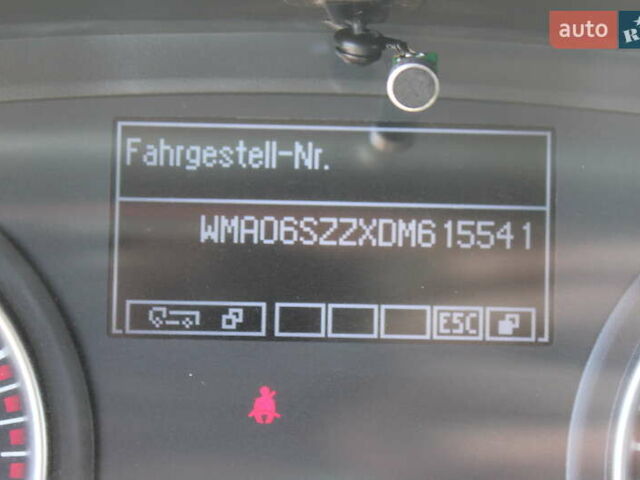 auto
Fahrgestell-Nr.
WMA06SZZXDM615541
ESC